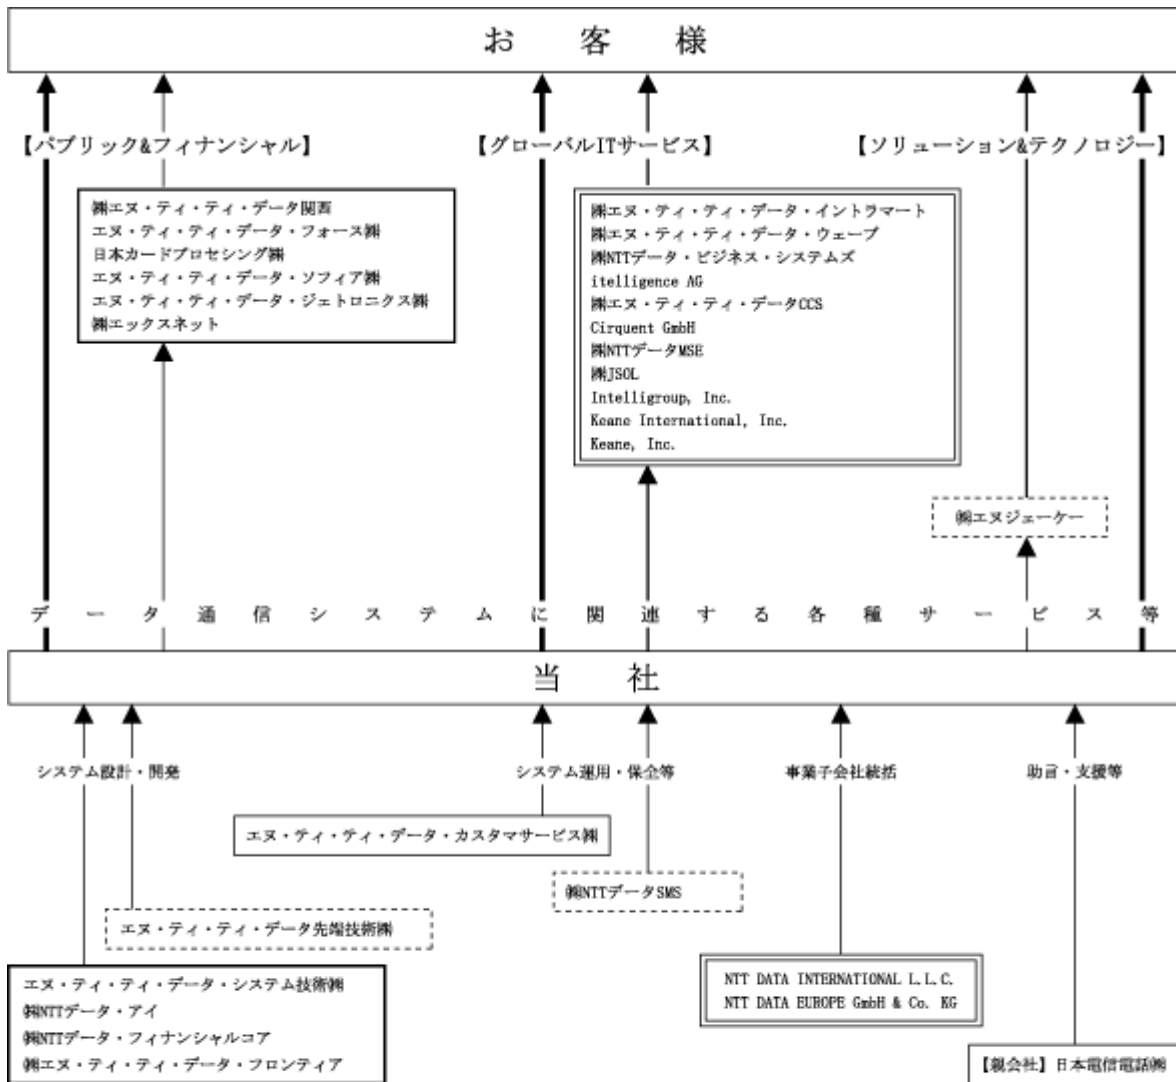 お客様
【パブリック&フィナンシャル】
【グローバルITサービス】
【ソリューション&テクノロジー】
㈱エヌ・ティ・ティ・データ関西
エヌ・ティ・ティ・データ・フォース㈱
日本カードプロセシング㈱
エヌ・ティ・ティ・データ・ソフィア㈱
エヌ・ティ・ティ・データ・ジェトロニクス㈱
㈱エックスネット
㈱エヌ・ティ・ティ・データ・イントラマート
㈱エヌ・ティ・ティ・データ・ウェーブ
㈱NTTデータ・ビジネス・システムズ
itelligence AG
㈱エヌ・ティ・ティ・データCCS
Cirquent GmbH
㈱NTTデータMSE
㈱JSOL
Intelligroup, Inc.
Keane International, Inc.
Keane, Inc.
㈱エヌジェーケー
データ通信システムに関連する各種サービス等
当社
システム設計・開発
システム運用・保全等
事業子会社統括
助言・支援等
エヌ・ティ・ティ・データ・カスタマサービス㈱
㈱NTTデータSMS
エヌ・ティ・ティ・データ先端技術㈱
エヌ・ティ・ティ・データ・システム技術㈱
㈱NTTデータ・アイ
㈱NTTデータ・フィナンシャルコア
㈱エヌ・ティ・ティ・データ・フロンティア
NTT DATA INTERNATIONAL L.L.C.
NTT DATA EUROPE GmbH & Co. KG
【親会社】日本電信電話㈱